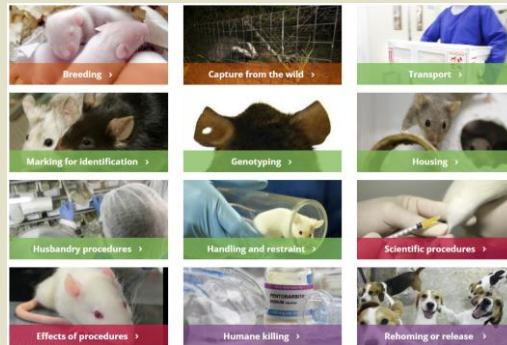 Breeding ›
Capture from the wild ›
Transport ›
Marking for identification ›
Genotyping ›
Housing ›
Husbandry procedures ›
Handling and restraint ›
Scientific procedures ›
PENTOBARBITAL
Effects of procedures ›
Humane killing ›
Rehoming or release ›